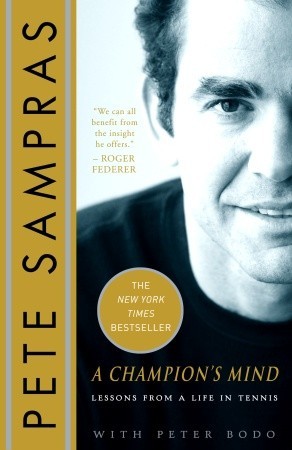 PETE SAMPRAS
"We can all
benefit from
the insight
he offers."
– ROGER
FEDERER
THE
NEW YORK
TIMES
BESTSELLER
A CHAMPION'S MIND
LESSONS FROM A LIFE IN TENNIS
WITH PETER BODO